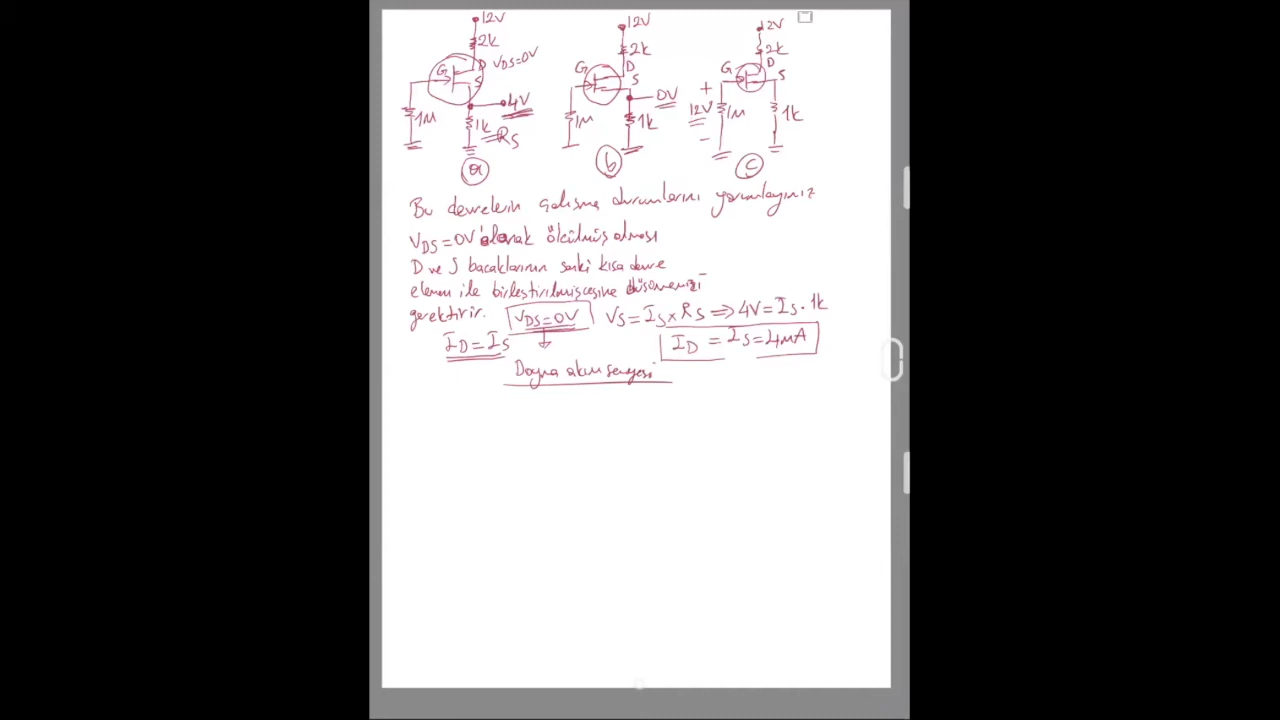 12V 12V 12V
2k 2k 2k
D VDS=0V D D
G S G S G S
4V 0V + 12V -
1M 1k 1M 1k 1M 1k
RS
a b c
Bu devrelerin çalışma durumlarını yorumlayınız
VDS=0V olarak ölçülmüş olması
D ve S bacaklarının sanki kısa devre
elemanı ile birleştirilmişçesine düşünmemizi
gerektirir. VDS=0V VS=IS×RS⇒4V=IS.1k
ID=IS ID=IS=4mA
Doyma akım seviyesi